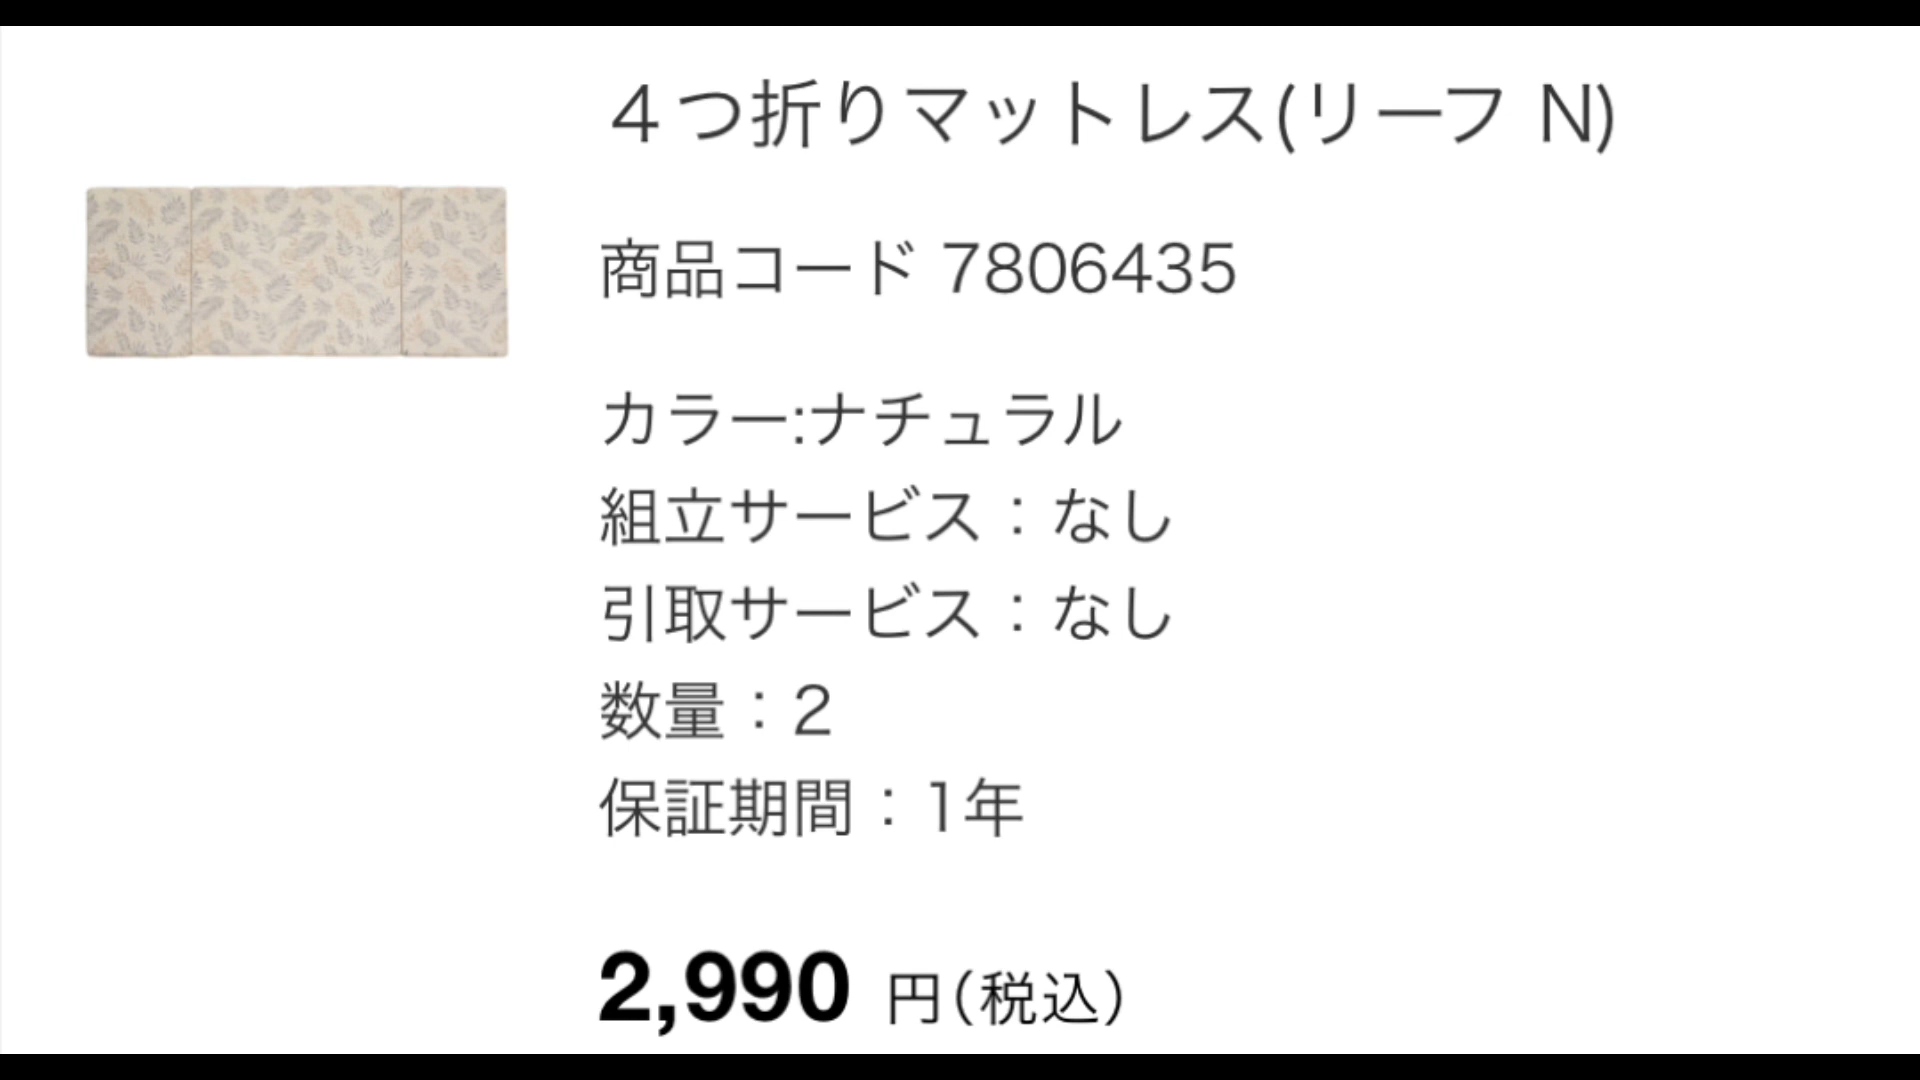 ４つ折りマットレス(リーフ N)
商品コード 7806435
カラー:ナチュラル
組立サービス：なし
引取サービス：なし
数量：2
保証期間：1年
2,990 円(税込)